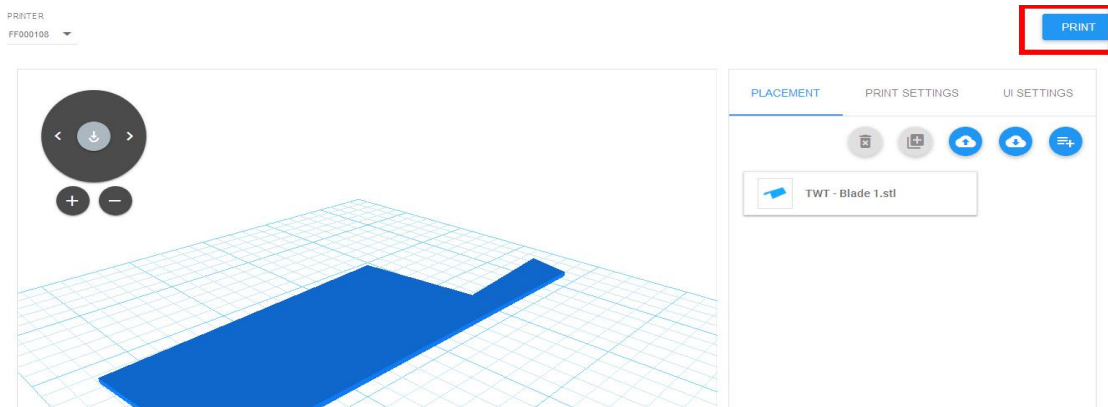 PRINTER
FF000108
PRINT
PLACEMENT PRINT SETTINGS UI SETTINGS
TWT - Blade 1.stl